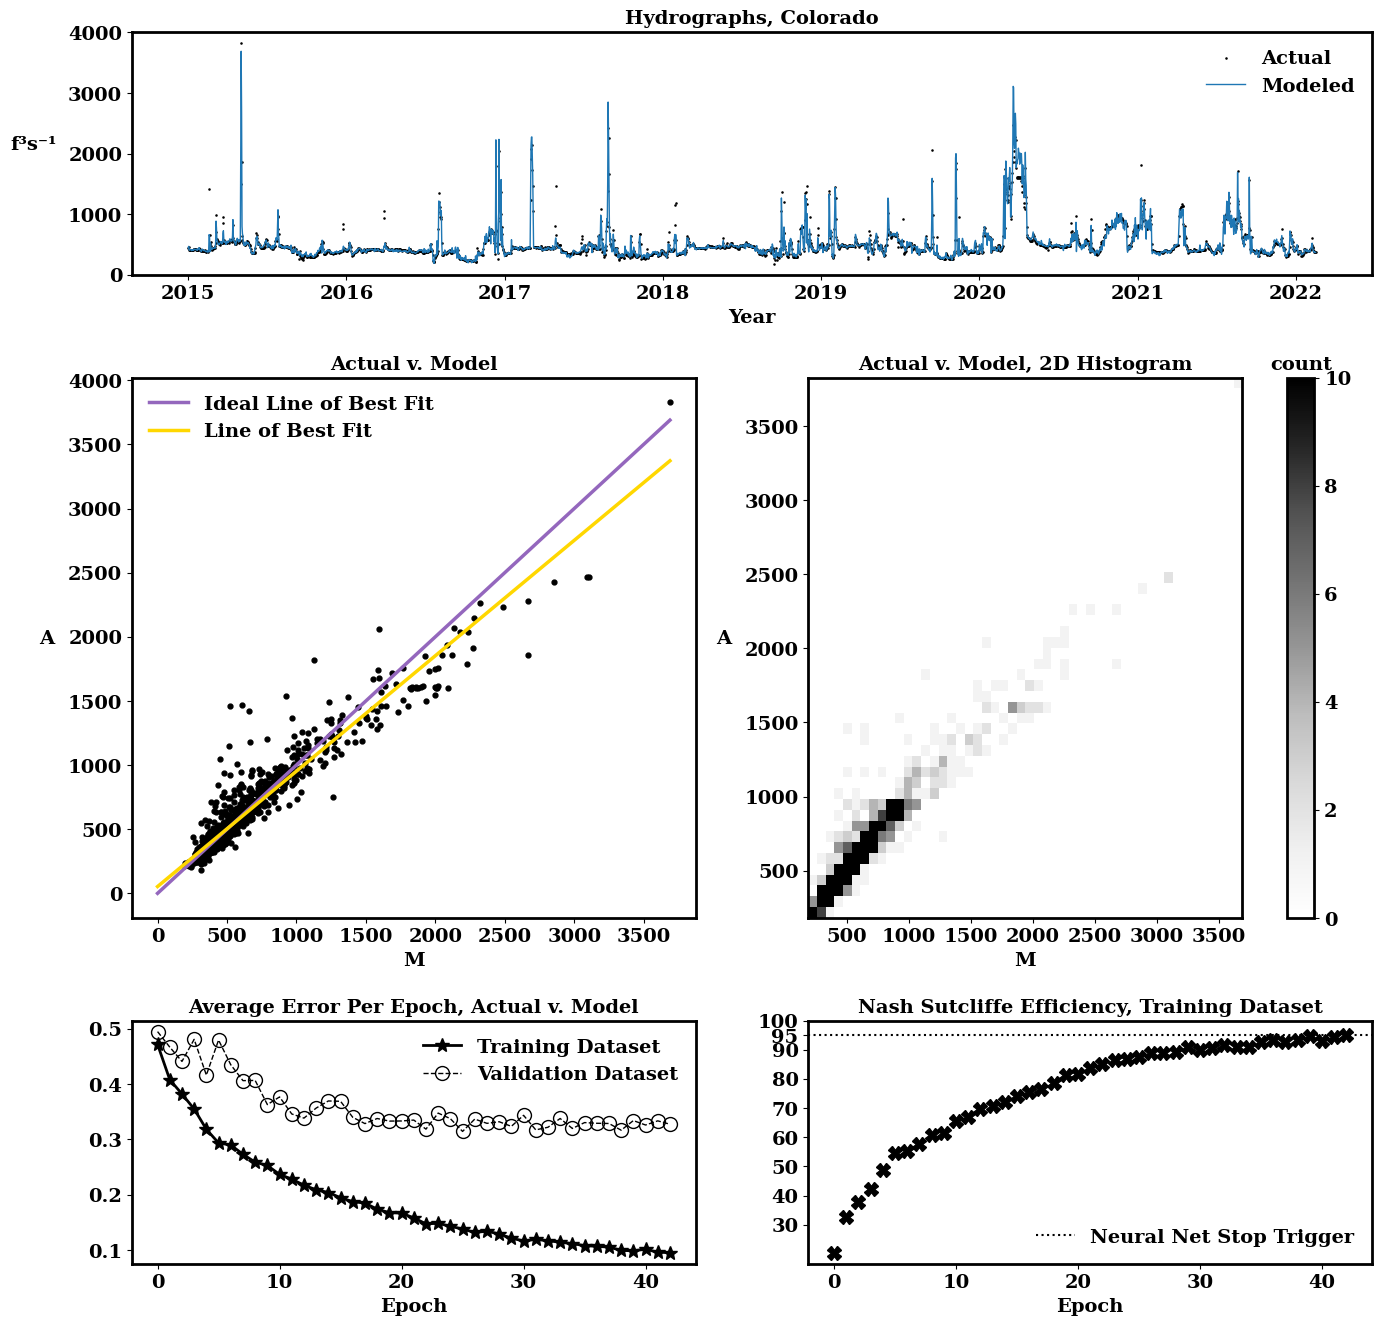 Hydrographs, Colorado
4000
3000
2000
1000
0
f³s⁻¹
Actual
Modeled
2015 2016 2017 2018 2019 2020 2021 2022
Year
Actual v. Model
4000
3500
3000
2500
2000
1500
1000
500
0
A
Ideal Line of Best Fit
Line of Best Fit
0 500 1000 1500 2000 2500 3000 3500
M
Actual v. Model, 2D Histogram
3500
3000
2500
2000
1500
1000
500
A
500 1000 1500 2000 2500 3000 3500
M
count
10
8
6
4
2
0
Average Error Per Epoch, Actual v. Model
0.5
0.4
0.3
0.2
0.1
Training Dataset
Validation Dataset
0 10 20 30 40
Epoch
Nash Sutcliffe Efficiency, Training Dataset
100
95
90
80
70
60
50
40
30
Neural Net Stop Trigger
0 10 20 30 40
Epoch